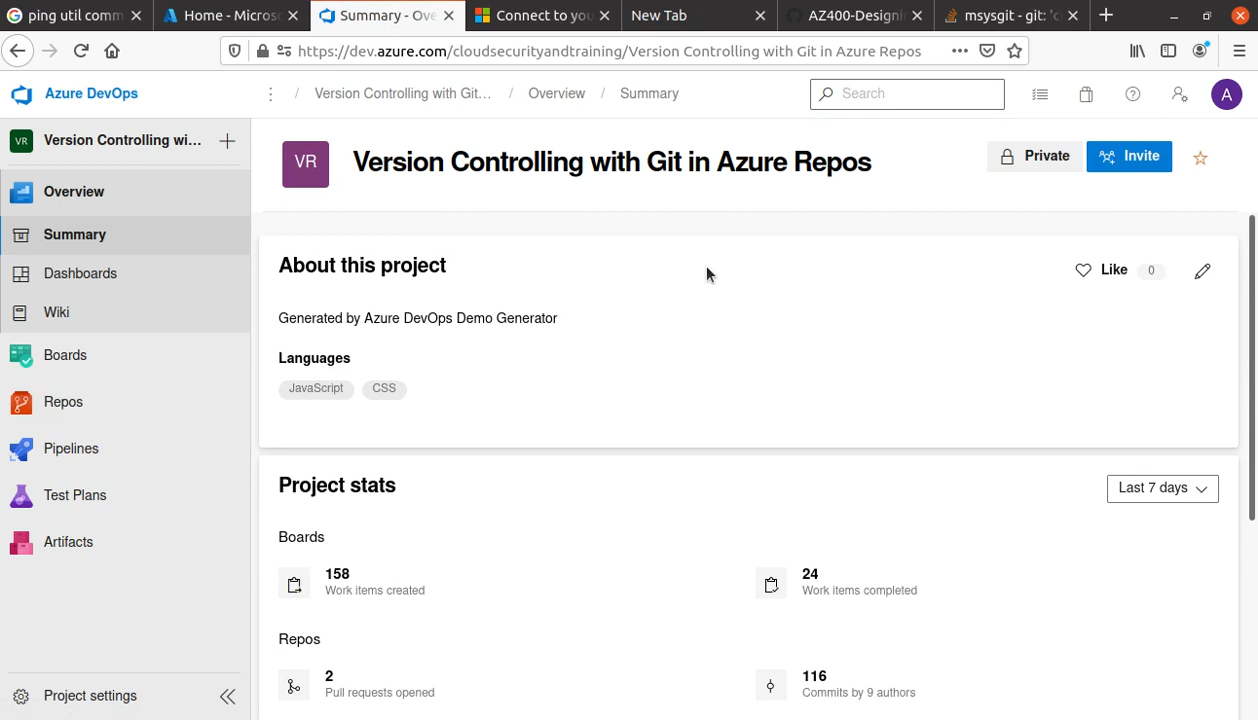 ping util comm
Home - Micros
Summary - Ove
Connect to you
New Tab
AZ400-Designin
msysgit - git: 'c
https://dev.azure.com/cloudsecurityandtraining/Version Controlling with Git in Azure Repos
Azure DevOps
/ Version Controlling with Git... / Overview / Summary
Search
A
VR Version Controlling wi...
Overview
Summary
Dashboards
Wiki
Boards
Repos
Pipelines
Test Plans
Artifacts
Project settings
VR
Version Controlling with Git in Azure Repos
Private
Invite
About this project
Like 0
Generated by Azure DevOps Demo Generator
Languages
JavaScript CSS
Project stats
Last 7 days
Boards
158
Work items created
24
Work items completed
Repos
2
Pull requests opened
116
Commits by 9 authors